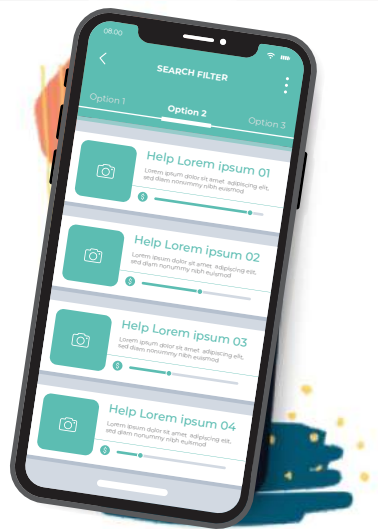 08:00
SEARCH FILTER
Option 1 Option 2 Option 3
Help Lorem ipsum 01
Lorem ipsum dolor sit amet, adipiscing elit,
sed diam nonummy nibh euismod
$
Help Lorem ipsum 02
Lorem ipsum dolor sit amet, adipiscing elit,
sed diam nonummy nibh euismod
$
Help Lorem ipsum 03
Lorem ipsum dolor sit amet, adipiscing elit,
sed diam nonummy nibh euismod
$
Help Lorem ipsum 04
Lorem ipsum dolor sit amet, adipiscing elit,
sed diam nonummy nibh euismod
$